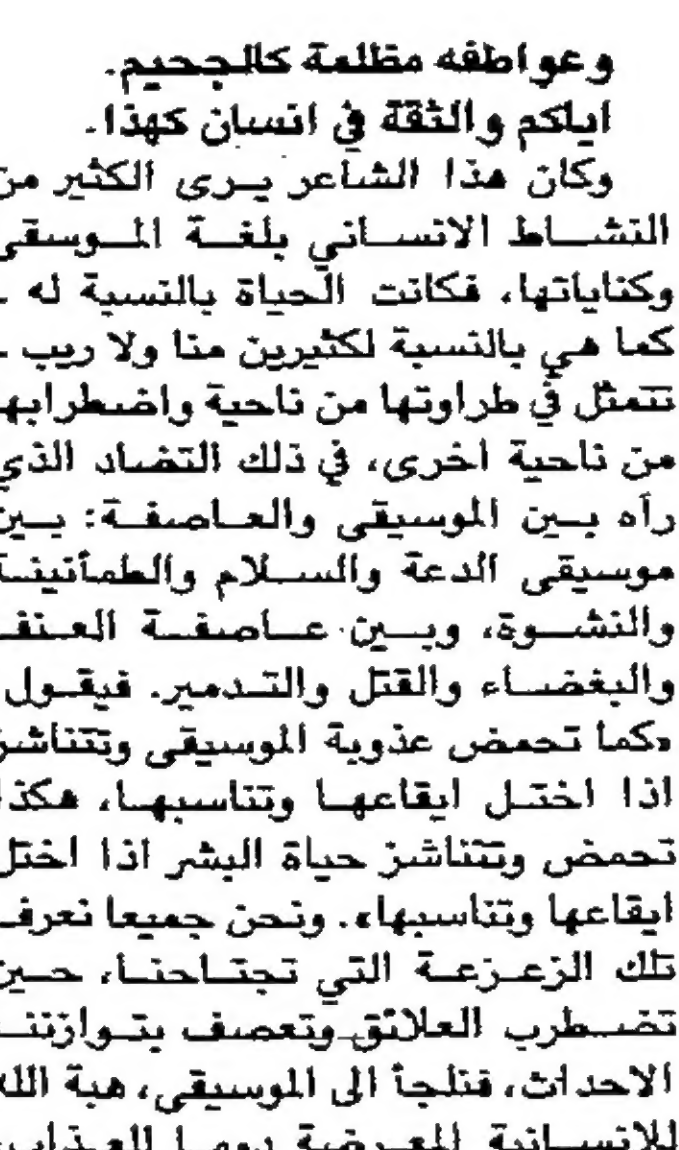 وعواطفه مظلمة كالجحيم.
اياكم والثقة في انسان كهذا.
وكان هذا الشاعر يرى الكثير من
النشاط الانساني بلغة الموسيقى
وكناياتها، فكانت الحياة بالنسبة له -
كما هي بالنسبة لكثيرين منا ولا ريب -
تتمثل في طراوتها من ناحية واضطرابها
من ناحية اخرى، في ذلك التضاد الذي
رآه بين الموسيقى والعاصفة: بين
موسيقى الدعة والسلام والطمأنينة
والنشوة، وبين عاصفة العنف
والبغضاء والقتل والتدمير. فيقول:
«كما تحمض عذوبة الموسيقى وتتناشز
اذا اختل ايقاعها وتناسبها، هكذا
تحمض وتتناشز حياة البشر اذا اختل
ايقاعها وتناسبها». ونحن جميعا نعرف
تلك الزعزعة التي تجتاحنا، حين
تضطرب العلائق وتعصف بتوازننا
الاحداث، فنلجأ الى الموسيقى، هبة الله
للانسانية المعرضة دوما للعذاب